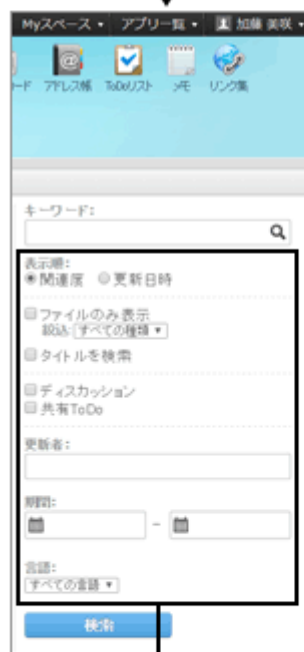 Myスペース ▾ アプリ一覧 ▾ 加藤 美咲
ード アドレス帳 ToDoリスト メモ リンク集
キーワード:
表示順:
関連度 更新日時
ファイルのみ表示
絞込: すべての種類 ▾
タイトルを検索
ディスカッション
共有ToDo
更新者:
期間:
-
言語:
すべての言語 ▾
検索